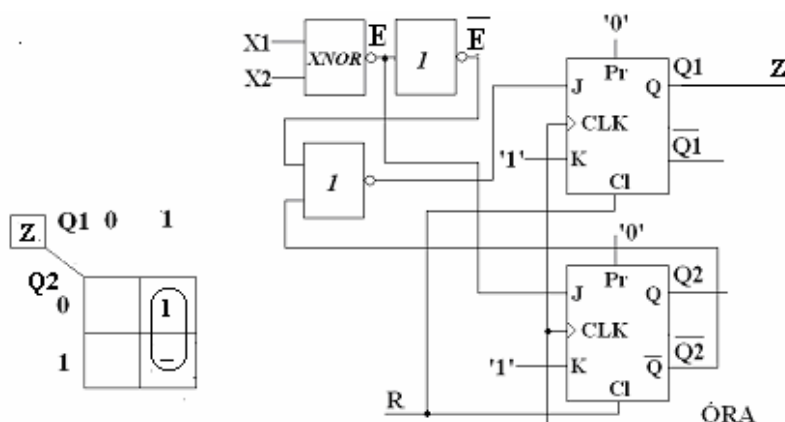 '0'
X1
X2
XNOR
E
1
E
Pr
Q1
J
Q
Z
CLK
Q1
'1'
K
Cl
1
Z
Q1 0 1
Q2
0
1
1
–
'0'
Pr
Q2
J
Q
CLK
Q2
'1'
K
Q
Cl
R
ÓRA